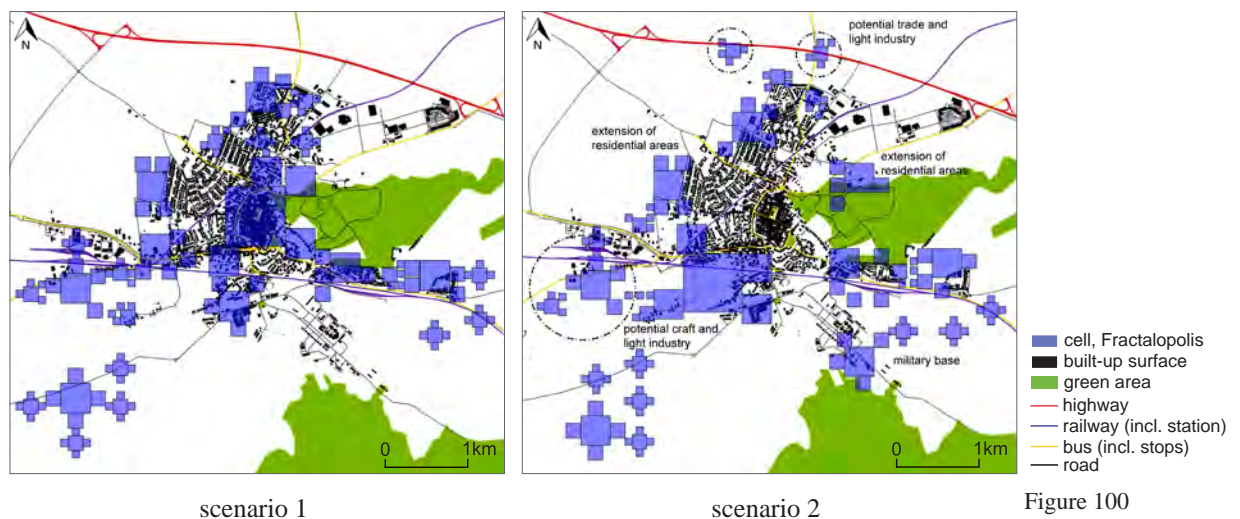 N
0
1km
scenario 1
N
potential trade and
light industry
extension of
residential areas
extension of
residential areas
potential craft and
light industry
military base
0
1km
scenario 2
cell, Fractalopolis
built-up surface
green area
highway
railway (incl. station)
bus (incl. stops)
road
Figure 100